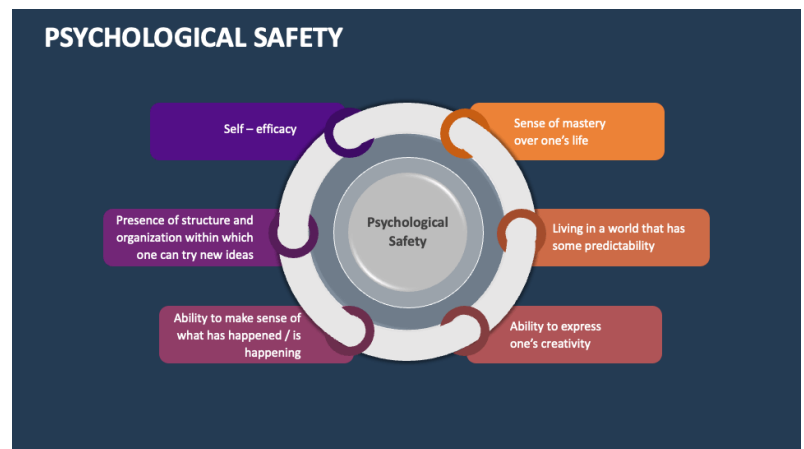 PSYCHOLOGICAL SAFETY
Self – efficacy
Sense of mastery
over one's life
Presence of structure and
organization within which
one can try new ideas
Psychological
Safety
Living in a world that has
some predictability
Ability to make sense of
what has happened / is
happening
Ability to express
one's creativity